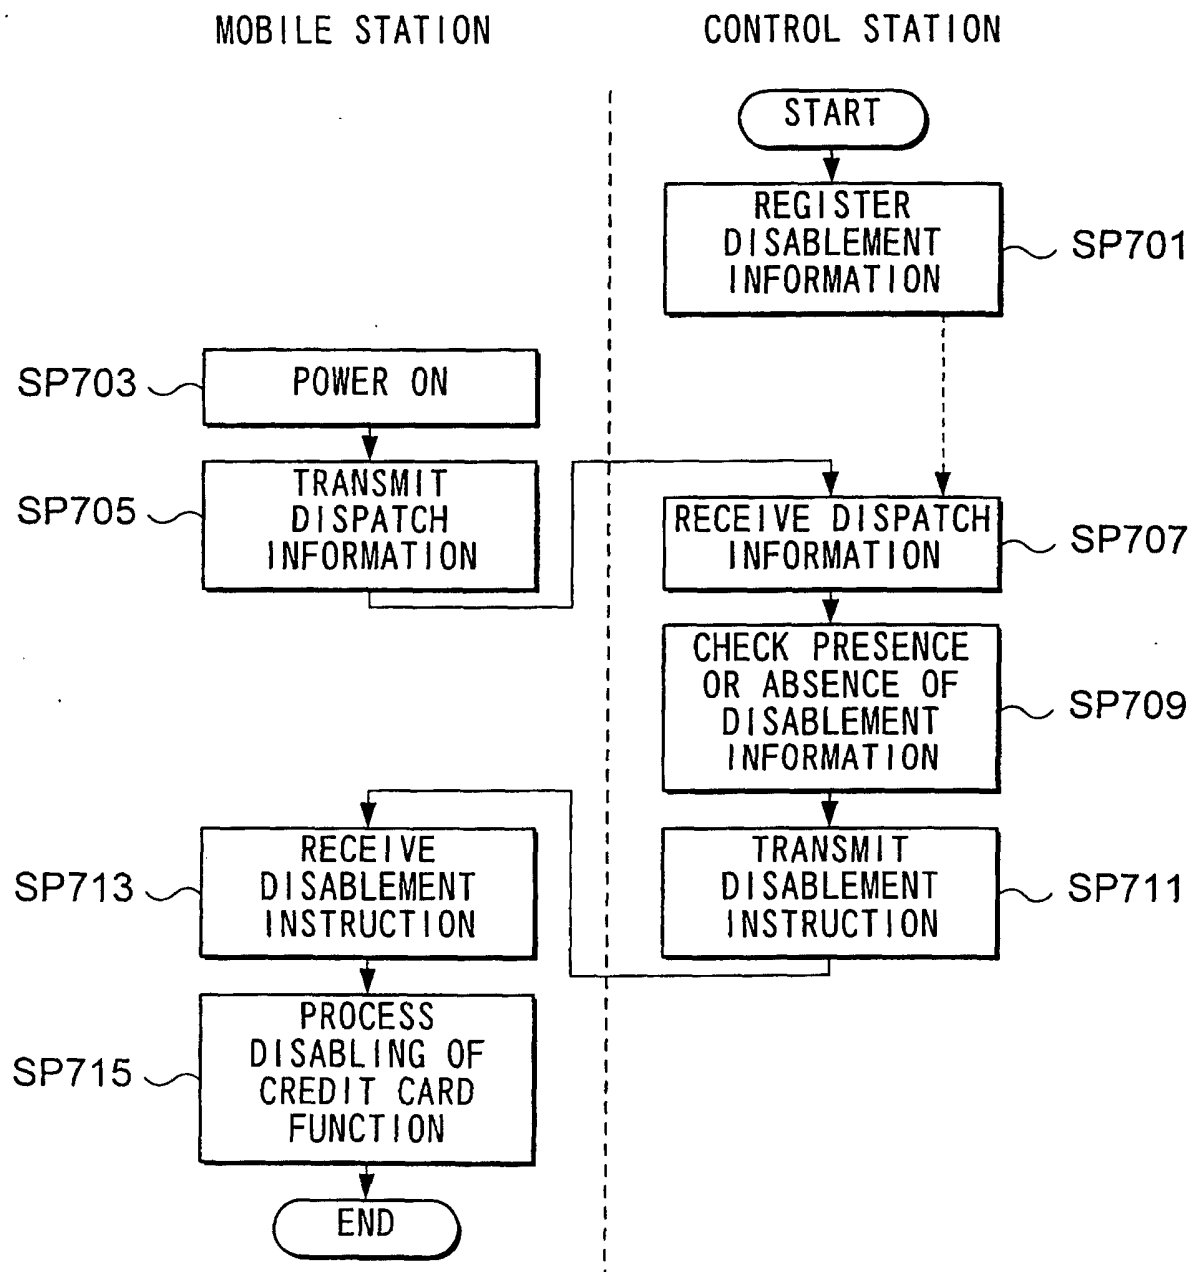 MOBILE STATION
CONTROL STATION
START
REGISTER
DISABLEMENT
INFORMATION
SP701
SP703
POWER ON
SP705
TRANSMIT
DISPATCH
INFORMATION
RECEIVE DISPATCH
INFORMATION
SP707
CHECK PRESENCE
OR ABSENCE OF
DISABLEMENT
INFORMATION
SP709
TRANSMIT
DISABLEMENT
INSTRUCTION
SP711
SP713
RECEIVE
DISABLEMENT
INSTRUCTION
SP715
PROCESS
DISABLING OF
CREDIT CARD
FUNCTION
END